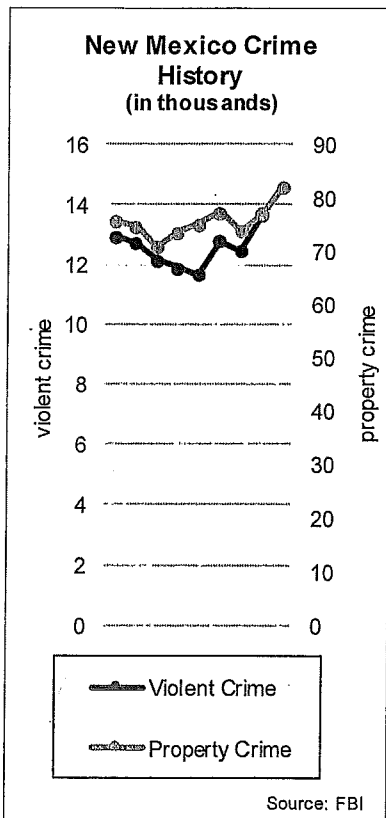 New Mexico Crime
History
(in thousands)
16
14
12
10
8
6
4
2
0
violent crime
90
80
70
60
50
40
30
20
10
0
property crime
Violent Crime
Property Crime
Source: FBI